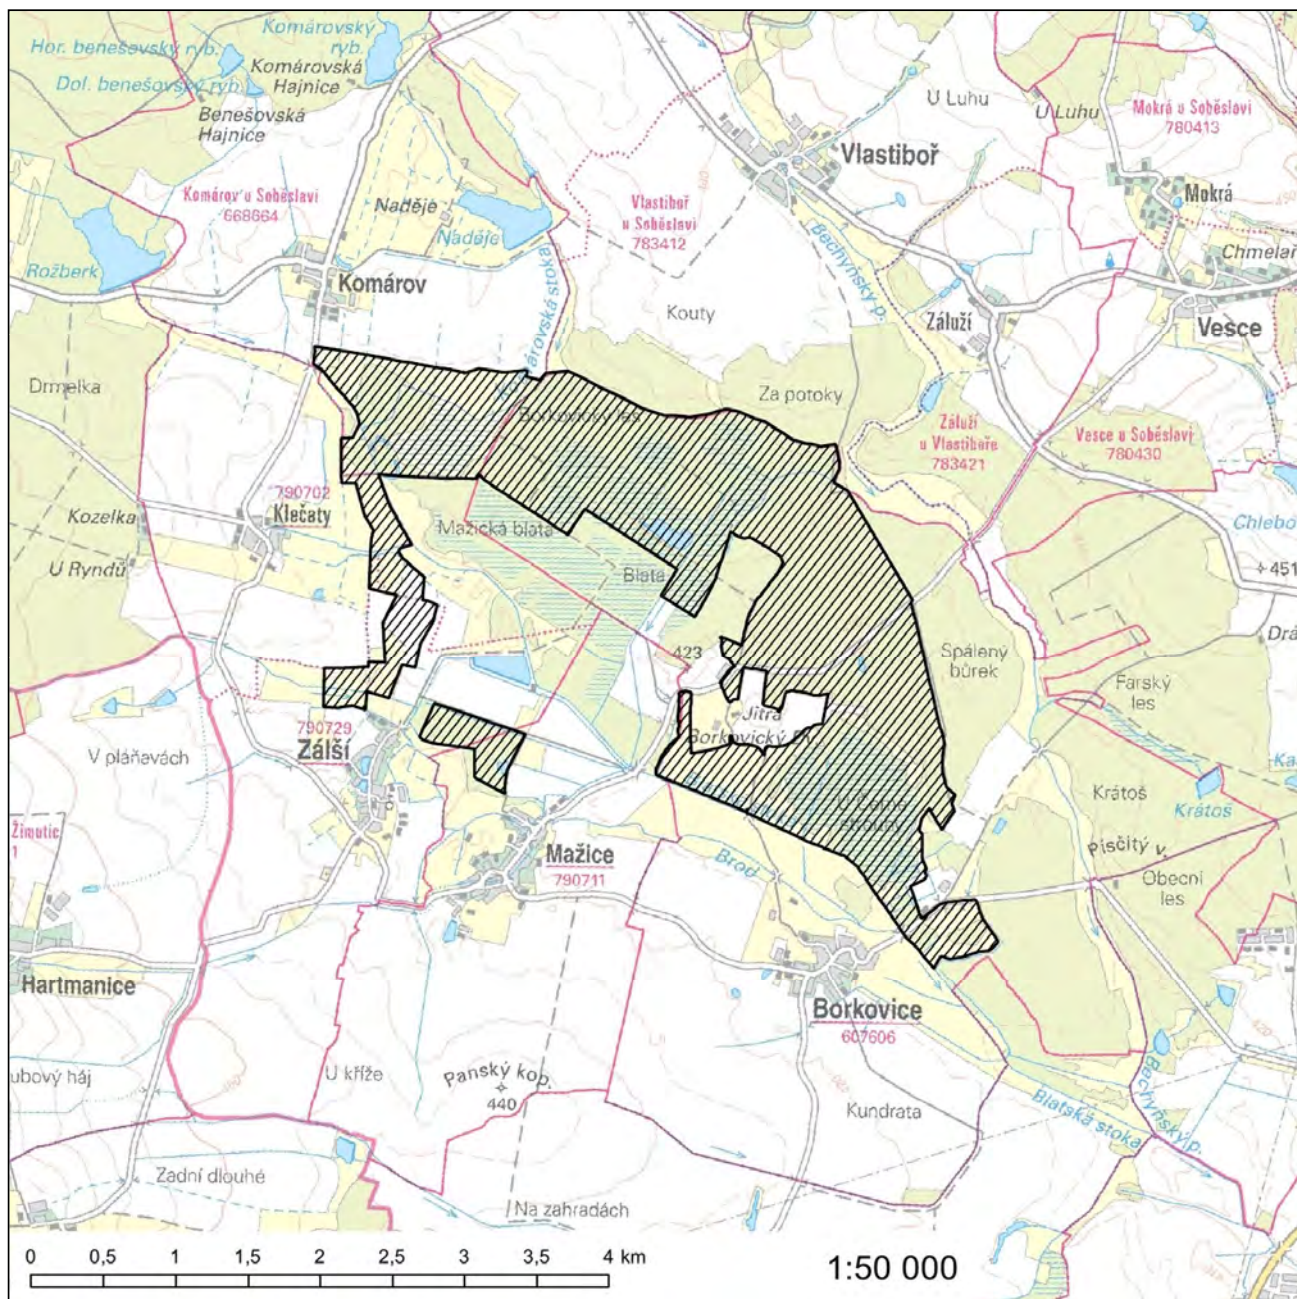 Hor. benešovský ryb.
Komárovský
ryb.
Komárovská
Hajnice
Dol. benešovský ryb.
Benešovská
Hajnice
U Luhu
U Luhu
Mokrá u Soběslavi
780413
Vlastiboř
Mokrá
Komárov u Soběslavi
668664
Naděje
Naděje
Vlastiboř
u Soběslavi
783412
Bechyňský p.
Chmelař
Rožberk
Komárov
Komárovská stoka
Kouty
Záluží
Vesce
Drmelka
Borkovický les
Za potoky
Záluží
u Vlastiboře
783421
Vesce u Soběslavi
780430
790702
Klečaty
Kozelka
Mažická blata
Chlebo
U Ryndů
Blata
451
423
Spálený
bůrek
Drá
Farský
les
790729
Zálší
Jitra
Borkovický
V pláňavách
Krátoš
Krátoš
Žimutic
1
U Černé
Mažice
790711
Brod
Písčitý v.
Obecní
les
Hartmanice
Borkovice
607606
ubový háj
U kříže
Panský kop.
440
Kundrata
Blatská stoka
Bechyňský p.
420
Zadní dlouhé
Na zahradách
0 0,5 1 1,5 2 2,5 3 3,5 4 km
1:50 000